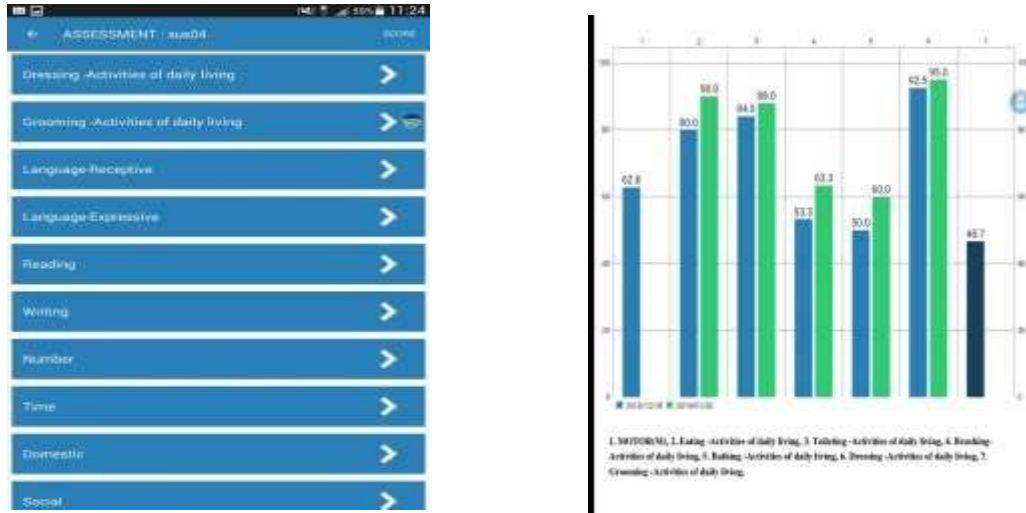 11:24
ASSESSMENT : sus04
SCORE
Dressing -Activities of daily living
Grooming -Activities of daily living
Language-Receptive
Language-Expressive
Reading
Writing
Number
Time
Domestic
Social
1 2 3 4 5 6 7
100
80
60
40
20
0
62.8
80.0
90.0
84.0
88.0
53.3
63.3
50.0
60.0
92.5
95.0
46.7
1. MOTOR(M), 2. Eating -Activities of daily living, 3. Toileting -Activities of daily living, 4. Brushing-
Activities of daily living, 5. Bathing -Activities of daily living, 6. Dressing -Activities of daily living, 7.
Grooming -Activities of daily living,